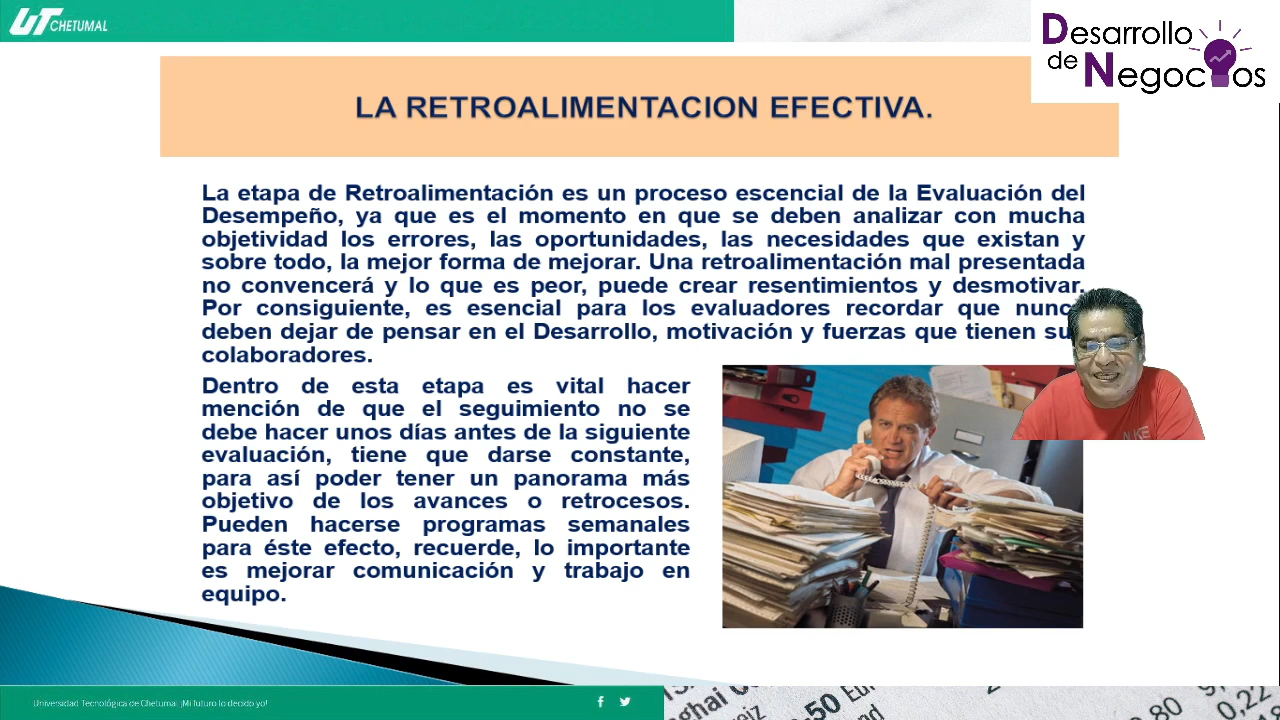 UT CHETUMAL
Desarrollo
de Negocios
LA RETROALIMENTACION EFECTIVA.
La etapa de Retroalimentación es un proceso escencial de la Evaluación del
Desempeño, ya que es el momento en que se deben analizar con mucha
objetividad los errores, las oportunidades, las necesidades que existan y
sobre todo, la mejor forma de mejorar. Una retroalimentación mal presentada
no convencerá y lo que es peor, puede crear resentimientos y desmotivar.
Por consiguiente, es esencial para los evaluadores recordar que nunc
deben dejar de pensar en el Desarrollo, motivación y fuerzas que tienen su
colaboradores.
Dentro de esta etapa es vital hacer
mención de que el seguimiento no se
debe hacer unos días antes de la siguiente
evaluación, tiene que darse constante,
para así poder tener un panorama más
objetivo de los avances o retrocesos.
Pueden hacerse programas semanales
para éste efecto, recuerde, lo importante
es mejorar comunicación y trabajo en
equipo.
Universidad Tecnológica de Chetumal. ¡Mi futuro lo decido yo!
50
0,80
0,22